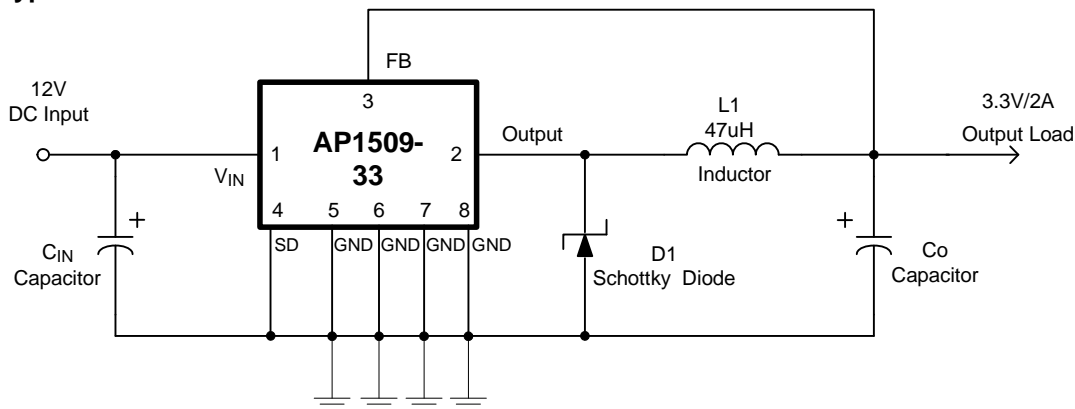 FB
12V
DC Input
3
L1
47uH
Inductor
3.3V/2A
Output Load
1
AP1509-
33
2
Output
VIN
4 5 6 7 8
SD GND GND GND GND
+
CIN
Capacitor
D1
Schottky Diode
+
Co
Capacitor